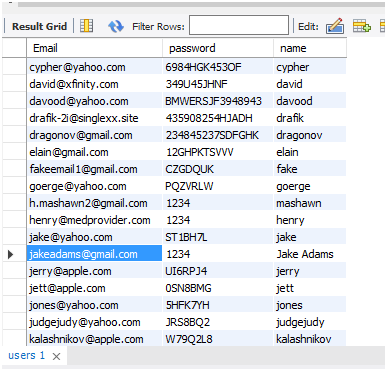 Result Grid Filter Rows: Edit:
Email password name
cypher@yahoo.com 6984HGK453OF cypher
david@xfinity.com 349U45JHNF david
davood@yahoo.com BMWERSJF3948943 davood
drafik-2i@singlexx.site 435908254HJADH drafik
dragonov@gmail.com 234845237SDFGHK dragonov
elain@gmail.com 12GHPKTSVVV elain
fakeemail1@gmail.com CZGDQUK fake
goerge@yahoo.com PQZVRLW goerge
h.mashawn2@gmail.com 1234 mashawn
henry@medprovider.com 1234 henry
jake@yahoo.com ST1BH7L jake
jakeadams@gmail.com 1234 Jake Adams
jerry@apple.com UI6RPJ4 jerry
jett@apple.com 0SN8BMG jett
jones@yahoo.com 5HFK7YH jones
judgejudy@yahoo.com JRS8BQ2 judgejudy
kalashnikov@apple.com W79Q2L8 kalashnikov
users 1